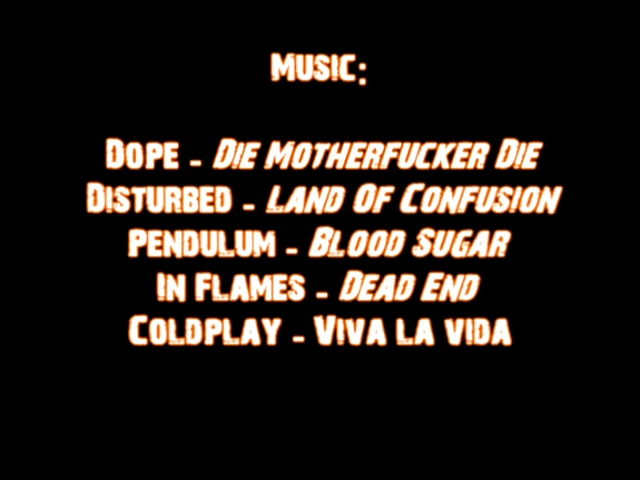 MUSIC:
DOPE - DIE MOTHERFUCKER DIE
DISTURBED - LAND OF CONFUSION
PENDULUM - BLOOD SUGAR
IN FLAMES - DEAD END
COLDPLAY - VIVA LA VIDA